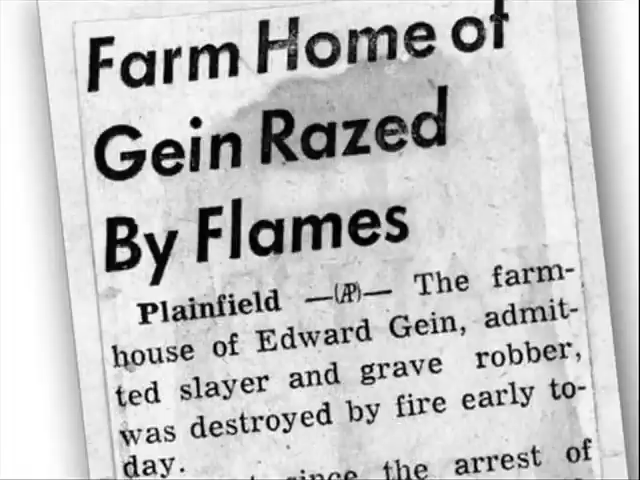 Farm Home of
Gein Razed
By Flames
Plainfield —(AP)— The farm-
house of Edward Gein, admit-
ted slayer and grave robber,
was destroyed by fire early to-
day.
since the arrest of